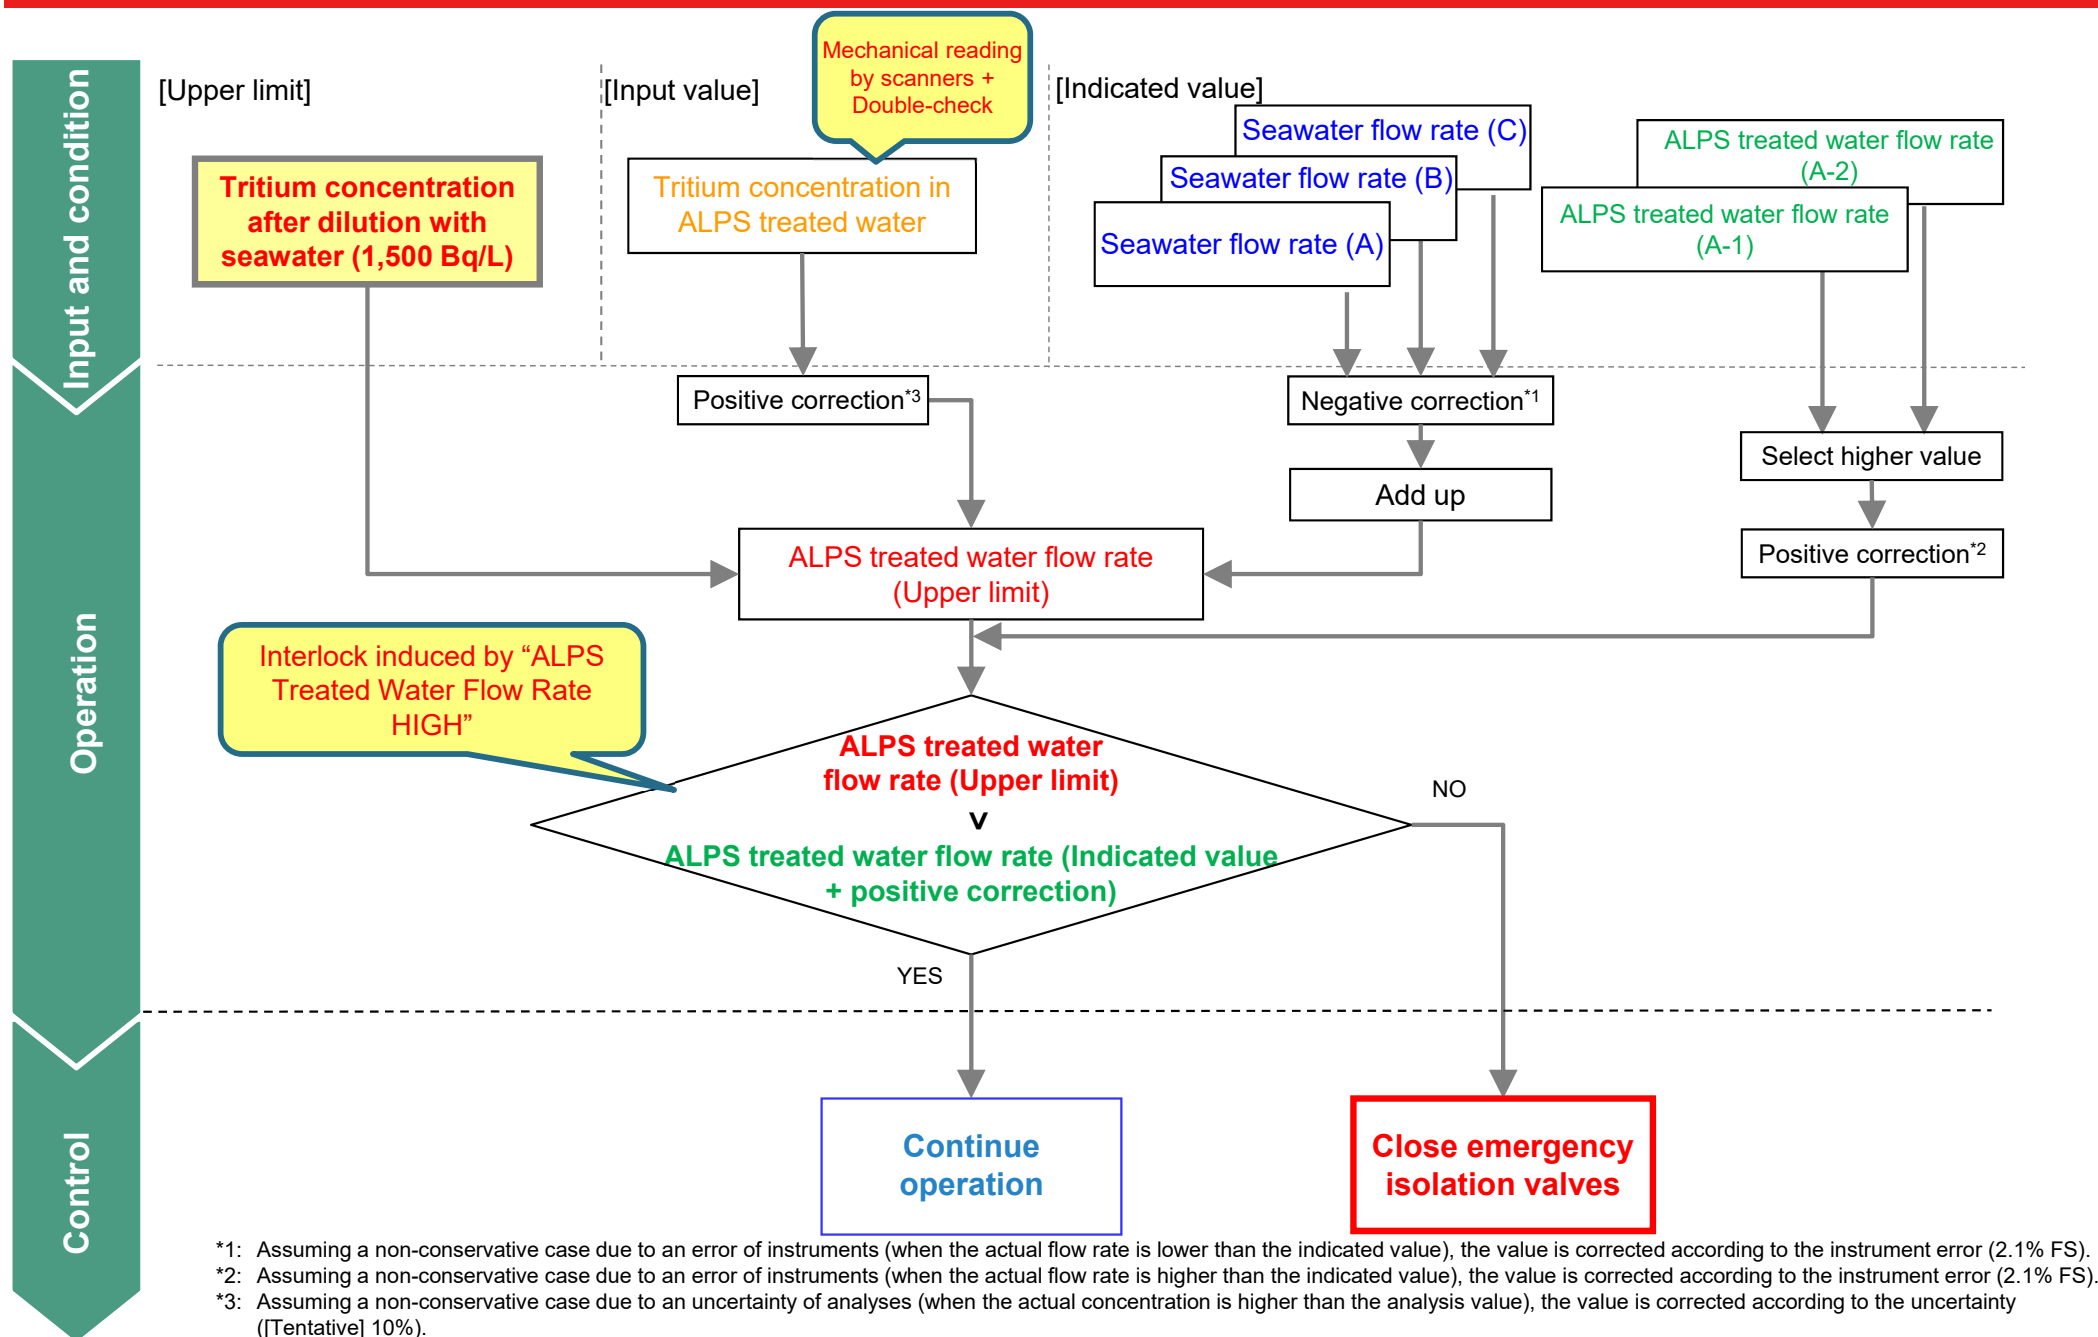 Input and condition
[Upper limit]
[Input value]
[Indicated value]
Mechanical reading
by scanners +
Double-check
Tritium concentration
after dilution with
seawater (1,500 Bq/L)
Tritium concentration in
ALPS treated water
Seawater flow rate (C)
Seawater flow rate (B)
Seawater flow rate (A)
ALPS treated water flow rate
(A-2)
ALPS treated water flow rate
(A-1)
Operation
Positive correction*3
Negative correction*1
Select higher value
Add up
Positive correction*2
ALPS treated water flow rate
(Upper limit)
Interlock induced by “ALPS
Treated Water Flow Rate
HIGH”
ALPS treated water
flow rate (Upper limit)
>
ALPS treated water flow rate (Indicated value
+ positive correction)
NO
YES
Control
Continue
operation
Close emergency
isolation valves
*1: Assuming a non-conservative case due to an error of instruments (when the actual flow rate is lower than the indicated value), the value is corrected according to the instrument error (2.1% FS).
*2: Assuming a non-conservative case due to an error of instruments (when the actual flow rate is higher than the indicated value), the value is corrected according to the instrument error (2.1% FS).
*3: Assuming a non-conservative case due to an uncertainty of analyses (when the actual concentration is higher than the analysis value), the value is corrected according to the uncertainty
([Tentative] 10%).